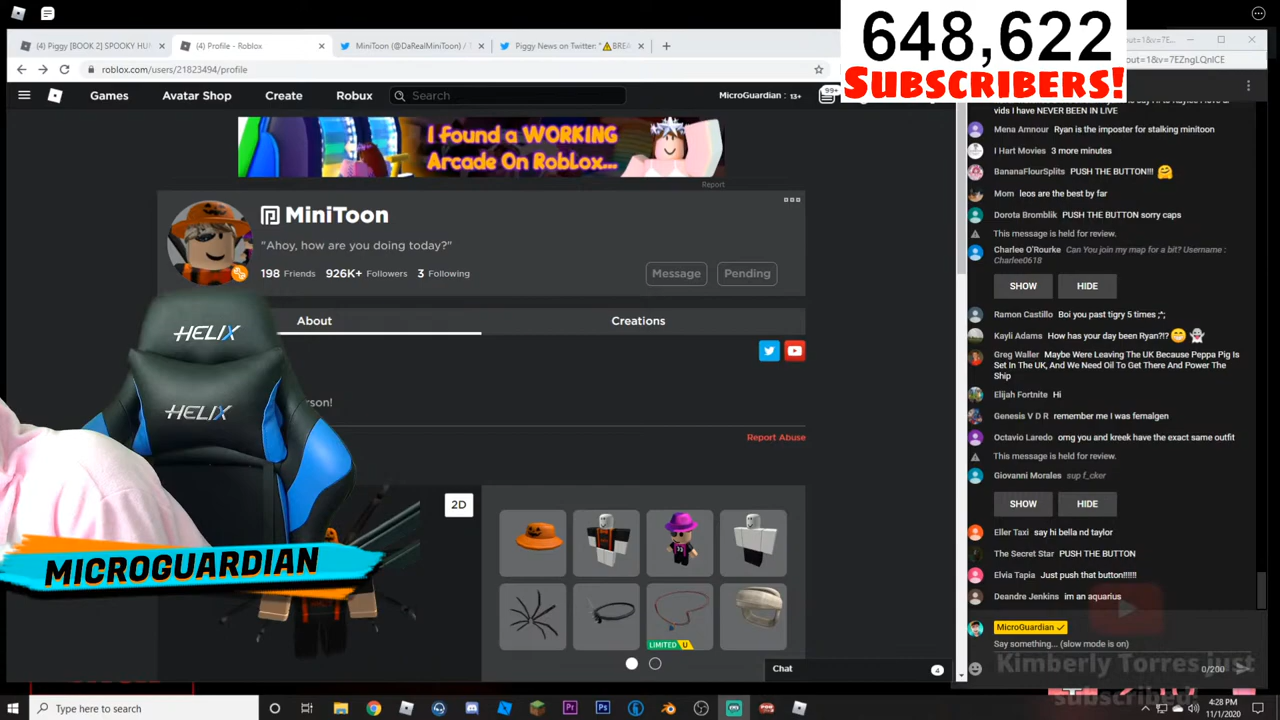 648,622
SUBSCRIBERS!
(4) Piggy [BOOK 2] SPOOKY HU
(4) Profile - Roblox
MiniToon (@DaRealMiniToon) /
Piggy News on Twitter: "⚠BREA
out=1&v=7E
roblox.com/users/21823494/profile
out=1&v=7EZngLQnICE
Games
Avatar Shop
Create
Robux
Search
MicroGuardian : 13+
99+
I found a WORKING
Arcade On Roblox...
Report
MiniToon
"Ahoy, how are you doing today?"
198 Friends 926K+ Followers 3 Following
Message
Pending
About
Creations
rson!
Report Abuse
HELIX
HELIX
2D
MICROGUARDIAN
LIMITED U
Chat
4
vids I have NEVER BEEN IN LIVE
Mena Amnour Ryan is the imposter for stalking minitoon
I Hart Movies 3 more minutes
BananaFlourSplits PUSH THE BUTTON!!! 🤗
Mom leos are the best by far
Dorota Bromblik PUSH THE BUTTON sorry caps
This message is held for review.
Charlee O'Rourke Can You join my map for a bit? Username :
Charlee0618
SHOW HIDE
Ramon Castillo Boi you past tigry 5 times ;*;
Kayli Adams How has your day been Ryan?!? 😁 👻
Greg Waller Maybe Were Leaving The UK Because Peppa Pig Is
Set In The UK, And We Need Oil To Get There And Power The
Ship
Elijah Fortnite Hi
Genesis V D R remember me I was femalgen
Octavio Laredo omg you and kreek have the exact same outfit
This message is held for review.
Giovanni Morales sup f_cker
SHOW HIDE
Eller Taxi say hi bella nd taylor
The Secret Star PUSH THE BUTTON
Elvia Tapia Just push that button!!!!!!
Deandre Jenkins im an aquarius
MicroGuardian ✓
Say something... (slow mode is on)
0/200
Kimberly Torres just
subscribed
Type here to search
4:28 PM
11/1/2020